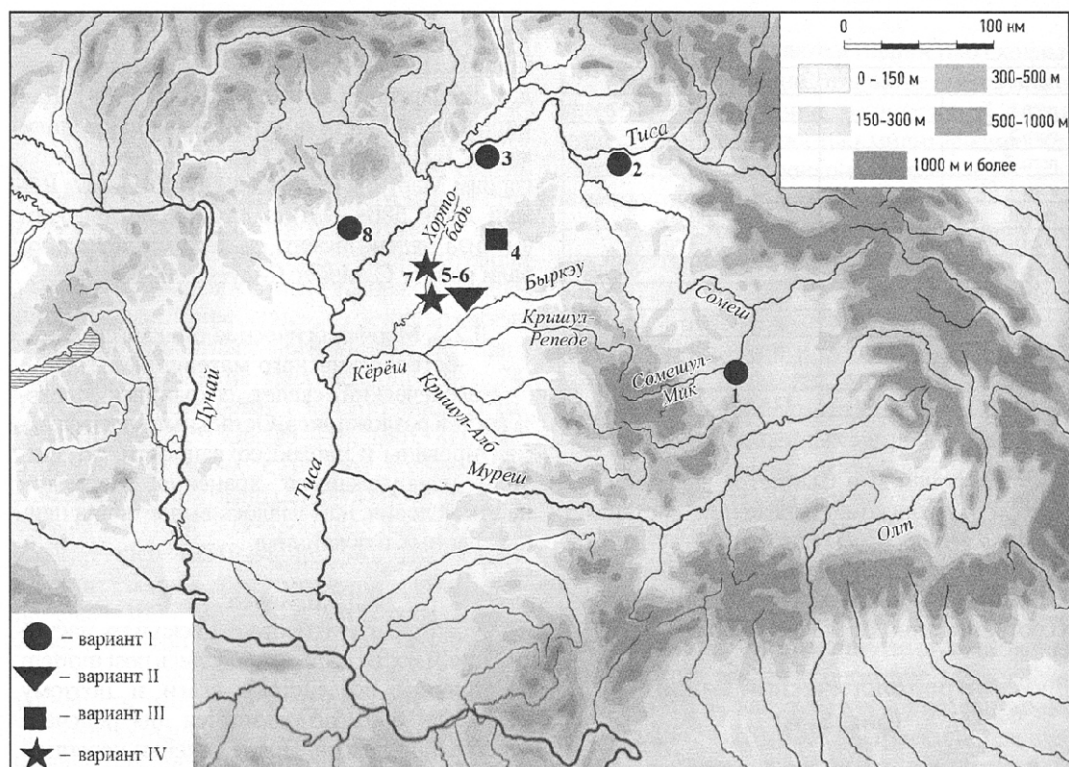 0 100 нм
0 - 150 м 300-500 м
150-300 м 500-1000 м
1000 м и более
Тиса
3
2
Хорто-
бадь
8
4
7 5-6
Быркэу
Кришул-
Репеде
Сомеш
Сомешул-
Мик
1
Кёрёш
Кришул-Алб
Дунай
Тиса
Муреш
Олт
– вариант I
– вариант II
– вариант III
– вариант IV